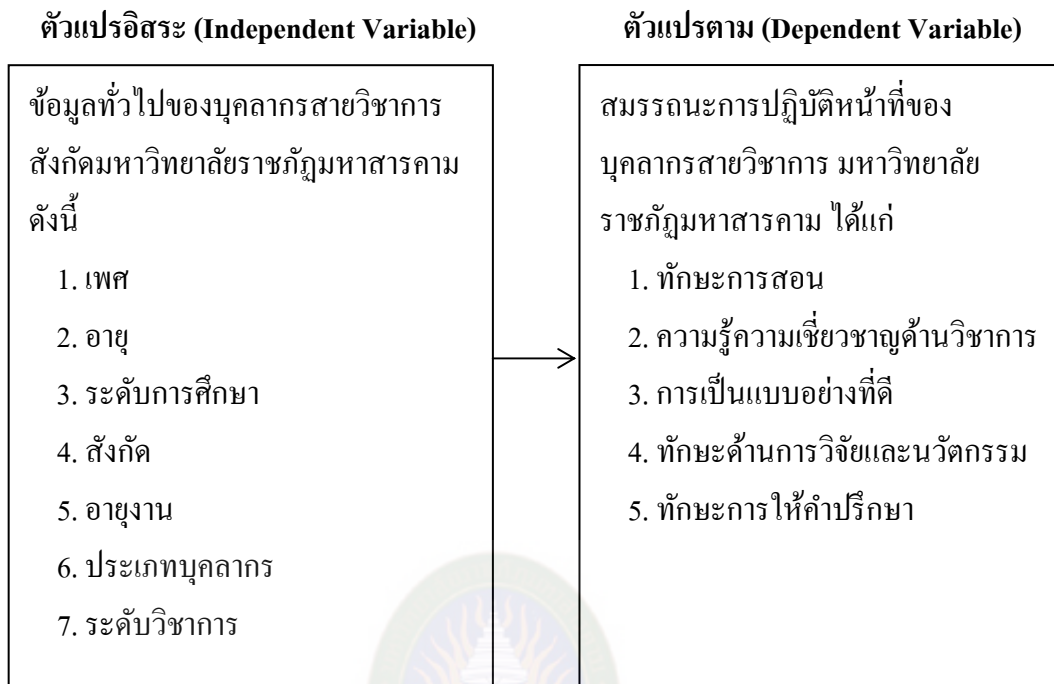 ตัวแปรอิสระ (Independent Variable)
ข้อมูลทั่วไปของบุคลากรสายวิชาการ
สังกัดมหาวิทยาลัยราชภัฏมหาสารคาม
ดังนี้
1. เพศ
2. อายุ
3. ระดับการศึกษา
4. สังกัด
5. อายุงาน
6. ประเภทบุคลากร
7. ระดับวิชาการ
ตัวแปรตาม (Dependent Variable)
สมรรถนะการปฏิบัติหน้าที่ของ
บุคลากรสายวิชาการ มหาวิทยาลัย
ราชภัฏมหาสารคาม ได้แก่
1. ทักษะการสอน
2. ความรู้ความเชี่ยวชาญด้านวิชาการ
3. การเป็นแบบอย่างที่ดี
4. ทักษะด้านการวิจัยและนวัตกรรม
5. ทักษะการให้คำปรึกษา